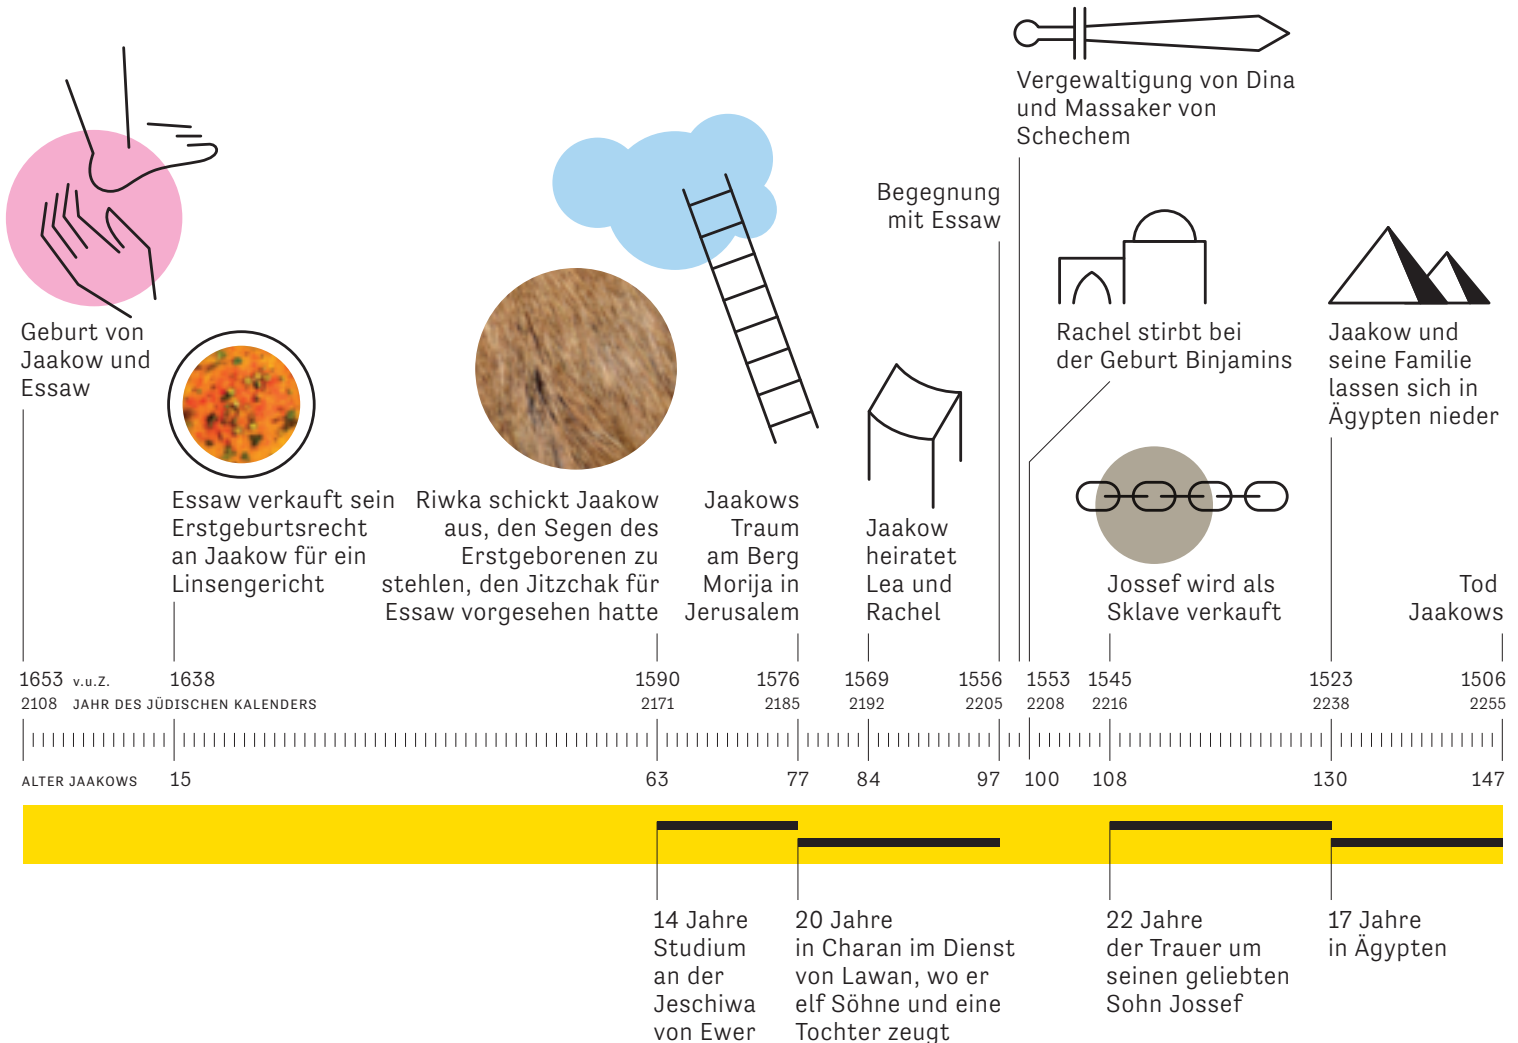 Vergewaltigung von Dina
und Massaker von
Schechem
Begegnung
mit Essaw
Geburt von
Jaakow und
Essaw
Rachel stirbt bei
der Geburt Binjamins
Jaakow und
seine Familie
lassen sich in
Ägypten nieder
Essaw verkauft sein
Erstgeburtsrecht
an Jaakow für ein
Linsengericht
Riwka schickt Jaakow
aus, den Segen des
Erstgeborenen zu
stehlen, den Jitzchak für
Essaw vorgesehen hatte
Jaakows
Traum
am Berg
Morija in
Jerusalem
Jaakow
heiratet
Lea und
Rachel
Jossef wird als
Sklave verkauft
Tod
Jaakows
1653 v.u.z. 1638 1590 1576 1569 1556 1553 1545 1523 1506
2108 JAHR DES JÜDISCHEN KALENDERS 2171 2185 2192 2205 2208 2216 2238 2255
ALTER JAAKOWS 15 63 77 84 97 100 108 130 147
14 Jahre
Studium
an der
Jeschiwa
von Ewer
20 Jahre
in Charan im Dienst
von Lawan, wo er
elf Söhne und eine
Tochter zeugt
22 Jahre
der Trauer um
seinen geliebten
Sohn Jossef
17 Jahre
in Ägypten